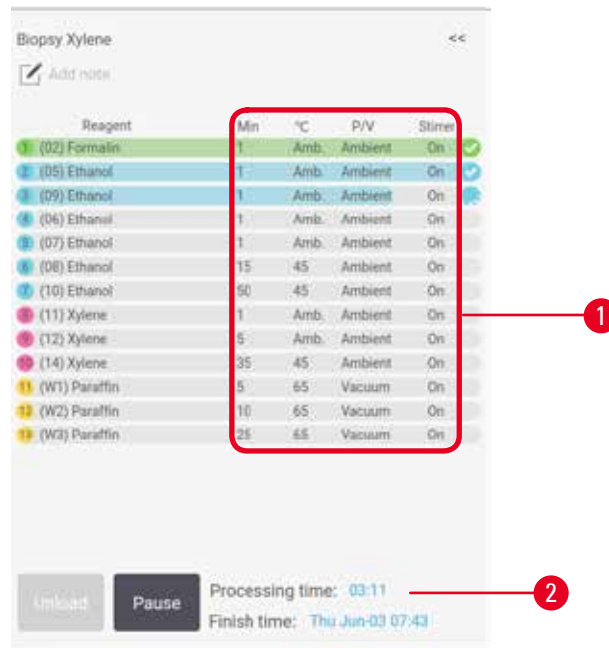 Biopsy Xylene <<
Add note
Reagent Min °C P/V Stirrer
1 (02) Formalin 1 Amb. Ambient On
2 (05) Ethanol 1 Amb. Ambient On
3 (09) Ethanol 1 Amb. Ambient On
4 (06) Ethanol 1 Amb. Ambient On
5 (07) Ethanol 1 Amb. Ambient On
6 (08) Ethanol 15 45 Ambient On
7 (10) Ethanol 50 45 Ambient On
8 (11) Xylene 1 Amb. Ambient On
9 (12) Xylene 5 Amb. Ambient On
10 (14) Xylene 35 45 Ambient On
11 (W1) Paraffin 5 65 Vacuum On
12 (W2) Paraffin 10 65 Vacuum On
13 (W3) Paraffin 25 65 Vacuum On
1
Unload Pause Processing time: 03:11 2
Finish time: Thu Jun-03 07:43